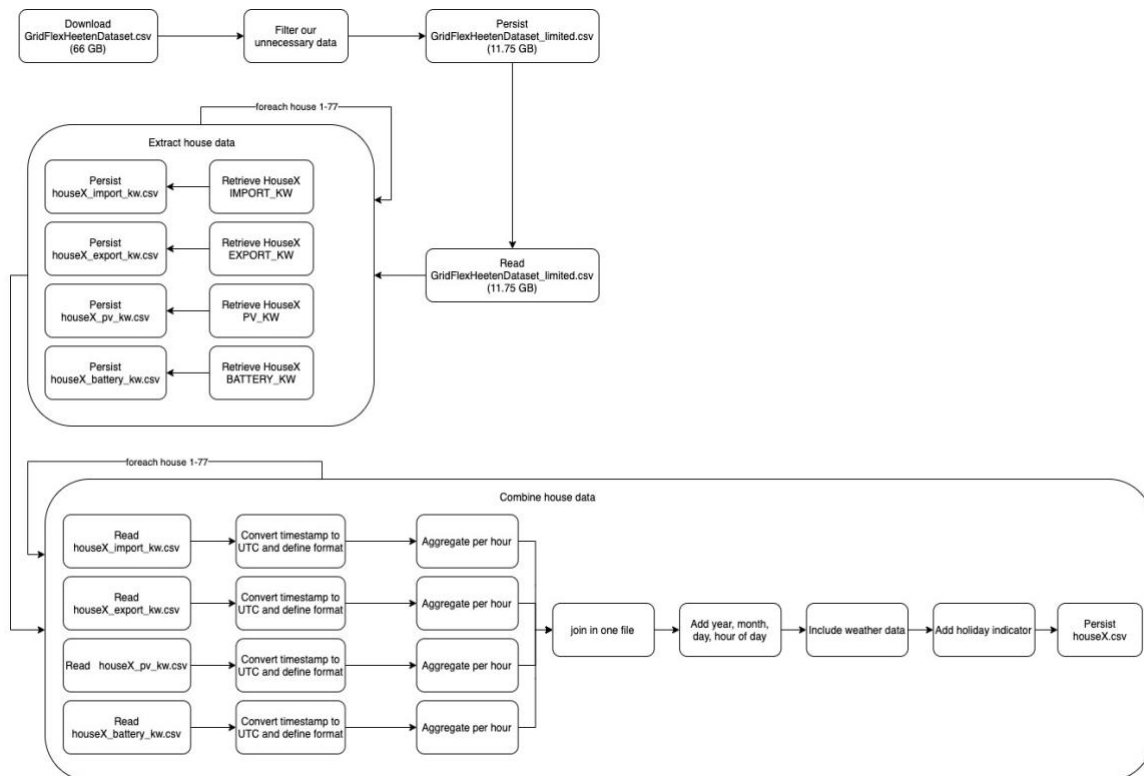 Download
GridFlexHeetenDataset.csv
(66 GB)
Filter our
unnecessary data
Persist
GridFlexHeetenDataset_limited.csv
(11.75 GB)
foreach house 1-77
Extract house data
Persist
houseX_import_kw.csv
Retrieve HouseX
IMPORT_KW
Persist
houseX_export_kw.csv
Retrieve HouseX
EXPORT_KW
Read
GridFlexHeetenDataset_limited.csv
(11.75 GB)
Persist
houseX_pv_kw.csv
Retrieve HouseX
PV_KW
Persist
houseX_battery_kw.csv
Retrieve HouseX
BATTERY_KW
foreach house 1-77
Combine house data
Read
houseX_import_kw.csv
Convert timestamp to
UTC and define format
Aggregate per hour
Read
houseX_export_kw.csv
Convert timestamp to
UTC and define format
Aggregate per hour
Read houseX_pv_kw.csv
Convert timestamp to
UTC and define format
Aggregate per hour
Read
houseX_battery_kw.csv
Convert timestamp to
UTC and define format
Aggregate per hour
join in one file
Add year, month,
day, hour of day
Include weather data
Add holiday indicator
Persist
houseX.csv